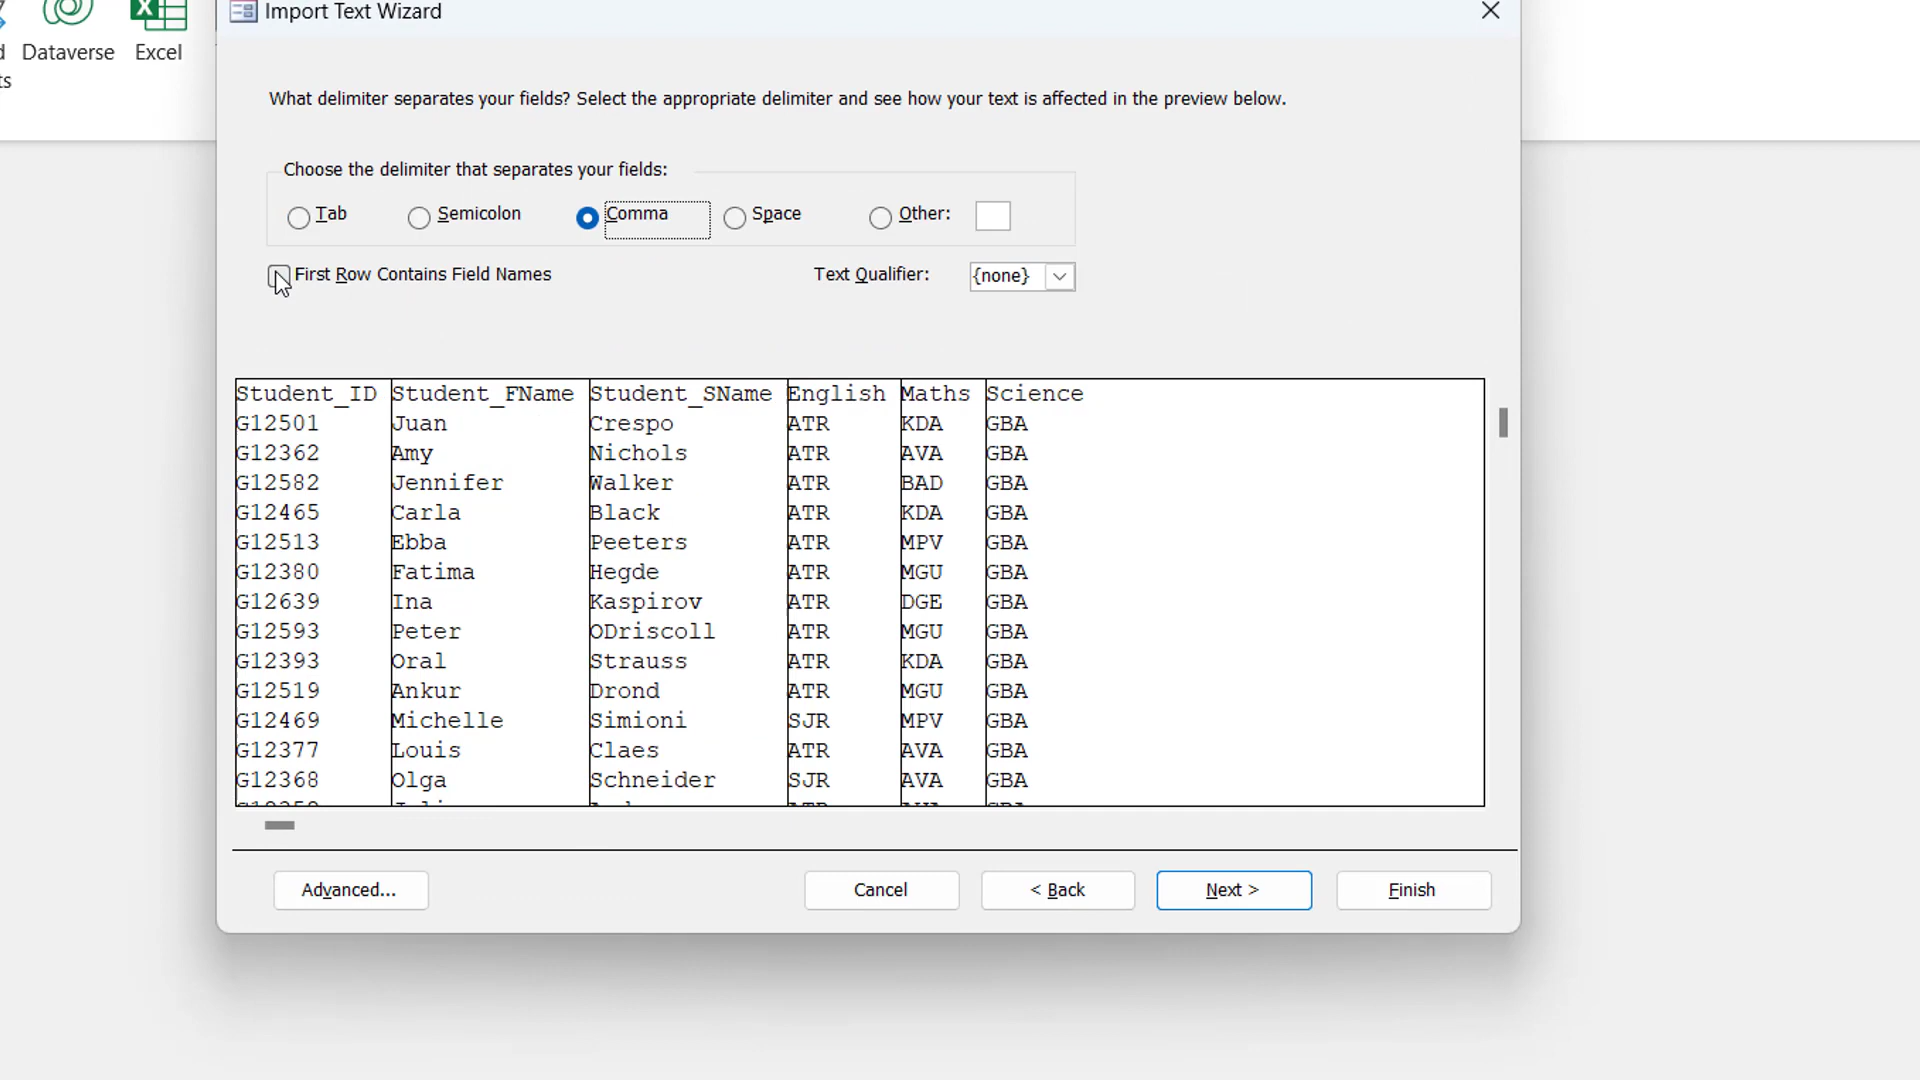 Import Text Wizard
Dataverse
Excel
ts
What delimiter separates your fields? Select the appropriate delimiter and see how your text is affected in the preview below.
Choose the delimiter that separates your fields:
Tab
Semicolon
Comma
Space
Other:
First Row Contains Field Names
Text Qualifier:
{none}
Student_ID Student_FName Student_SName English Maths Science
G12501 Juan Crespo ATR KDA GBA
G12362 Amy Nichols ATR AVA GBA
G12582 Jennifer Walker ATR BAD GBA
G12465 Carla Black ATR KDA GBA
G12513 Ebba Peeters ATR MPV GBA
G12380 Fatima Hegde ATR MGU GBA
G12639 Ina Kaspirov ATR DGE GBA
G12593 Peter ODriscoll ATR MGU GBA
G12393 Oral Strauss ATR KDA GBA
G12519 Ankur Drond ATR MGU GBA
G12469 Michelle Simioni SJR MPV GBA
G12377 Louis Claes ATR AVA GBA
G12368 Olga Schneider SJR AVA GBA
Advanced...
Cancel
< Back
Next >
Finish